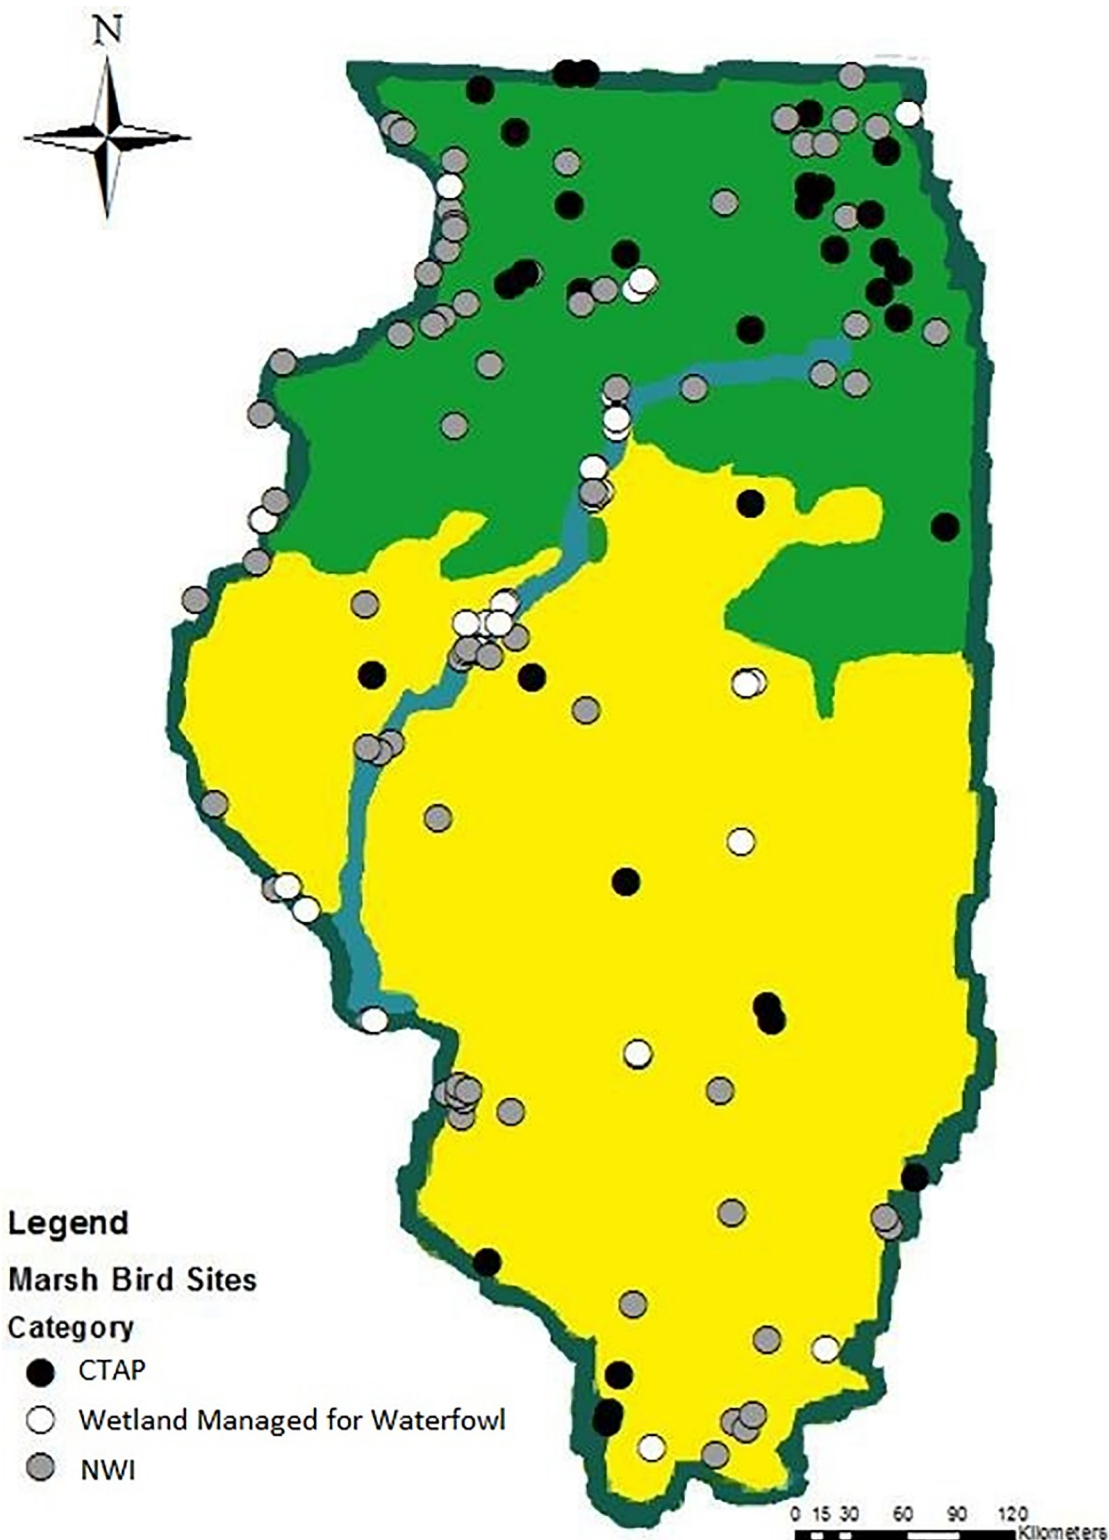 N
Legend
Marsh Bird Sites
Category
CTAP
Wetland Managed for Waterfowl
NWI
0 15 30 60 90 120
Kilometers